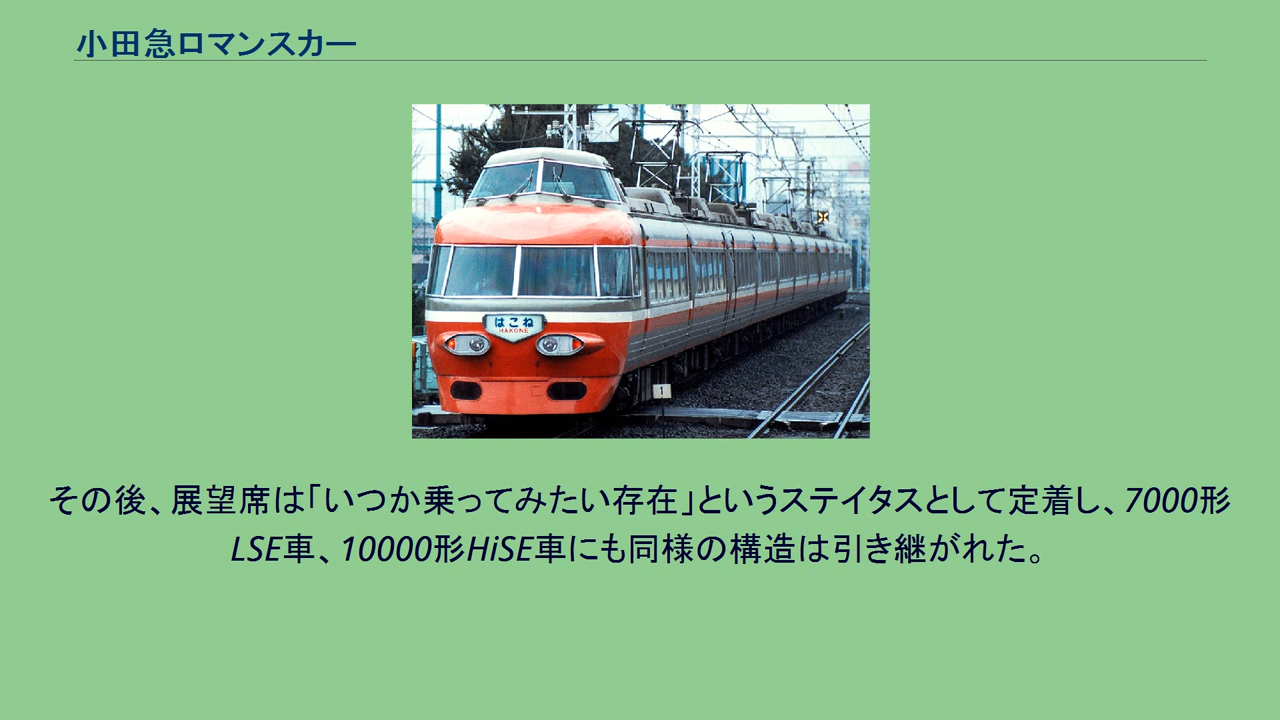 小田急ロマンスカー
はこね
HAKONE
1
その後、展望席は「いつか乗ってみたい存在」というステイタスとして定着し、7000形
LSE車、10000形HiSE車にも同様の構造は引き継がれた。